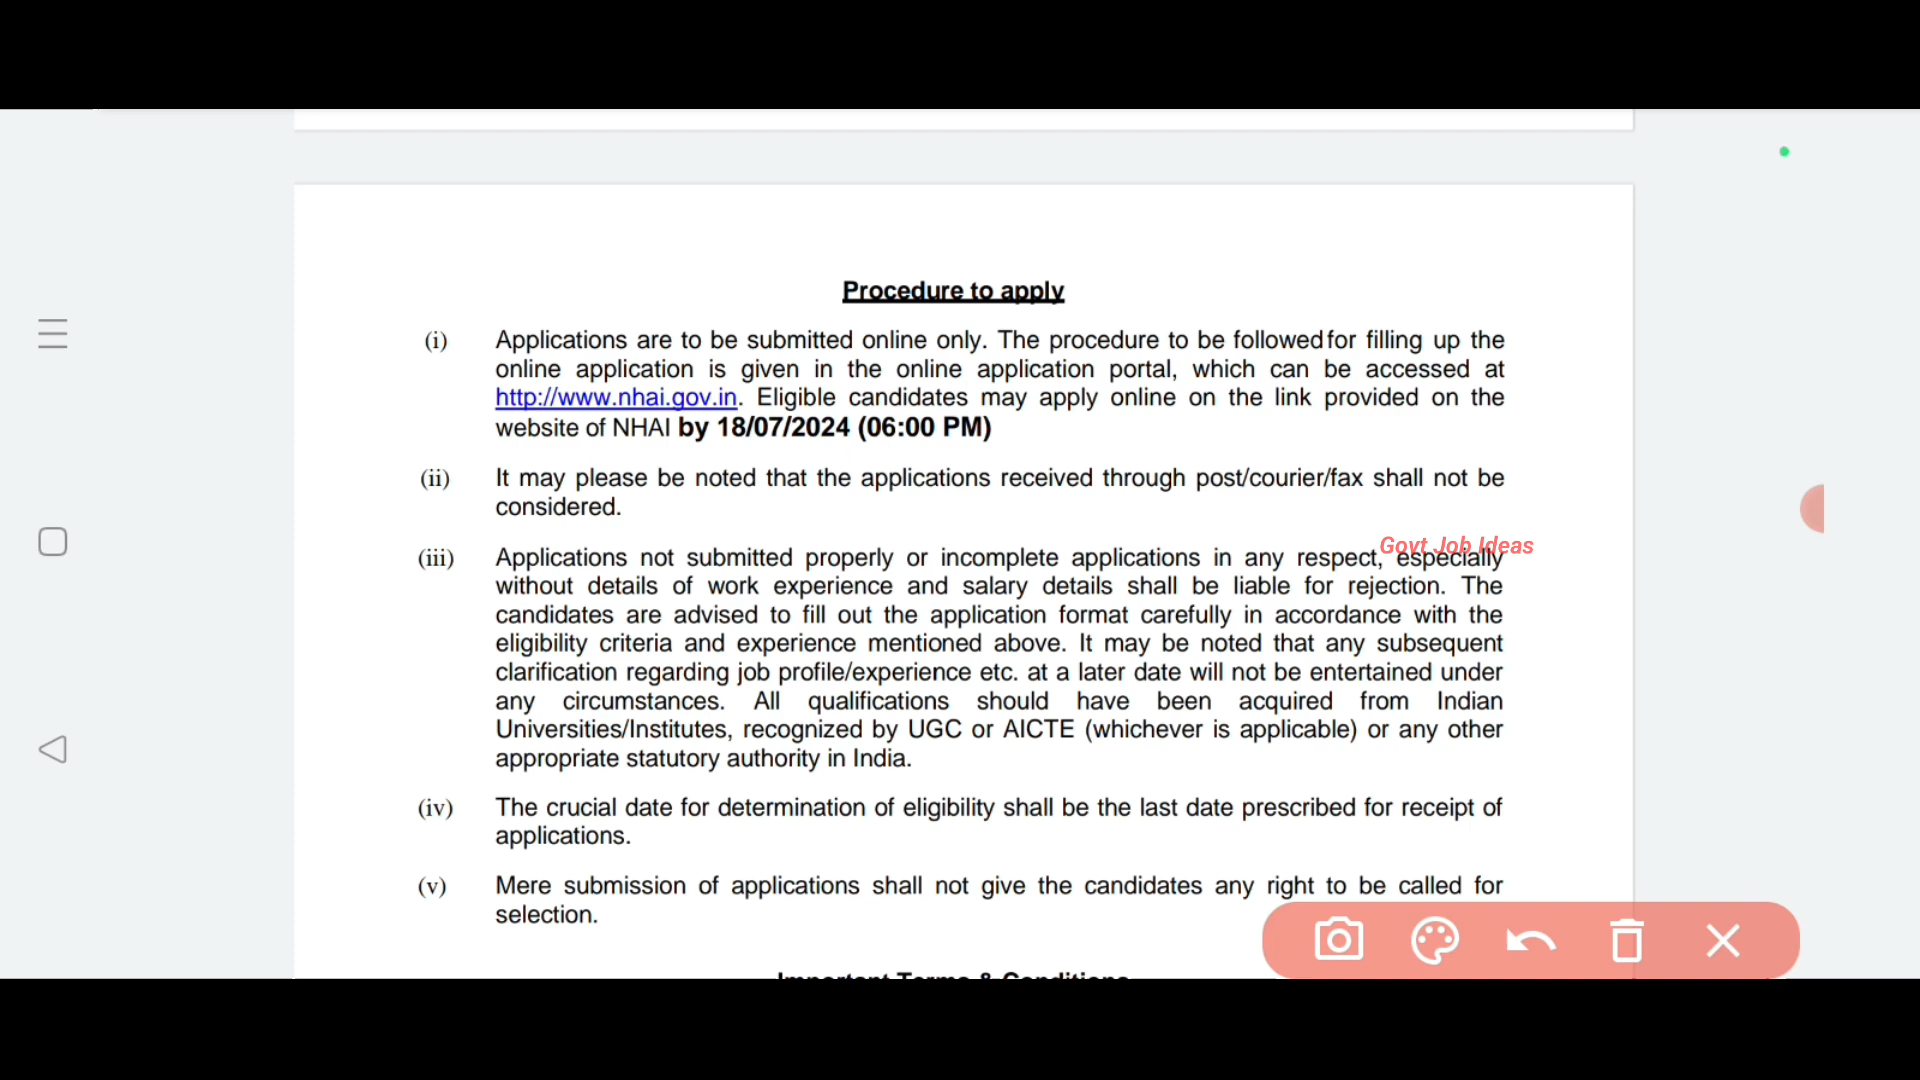 Procedure to apply
(i) Applications are to be submitted online only. The procedure to be followed for filling up the
online application is given in the online application portal, which can be accessed at
http://www.nhai.gov.in. Eligible candidates may apply online on the link provided on the
website of NHAI by 18/07/2024 (06:00 PM)
(ii) It may please be noted that the applications received through post/courier/fax shall not be
considered.
Govt Job Ideas
(iii) Applications not submitted properly or incomplete applications in any respect, especially
without details of work experience and salary details shall be liable for rejection. The
candidates are advised to fill out the application format carefully in accordance with the
eligibility criteria and experience mentioned above. It may be noted that any subsequent
clarification regarding job profile/experience etc. at a later date will not be entertained under
any circumstances. All qualifications should have been acquired from Indian
Universities/Institutes, recognized by UGC or AICTE (whichever is applicable) or any other
appropriate statutory authority in India.
(iv) The crucial date for determination of eligibility shall be the last date prescribed for receipt of
applications.
(v) Mere submission of applications shall not give the candidates any right to be called for
selection.
Important Terms & Conditions